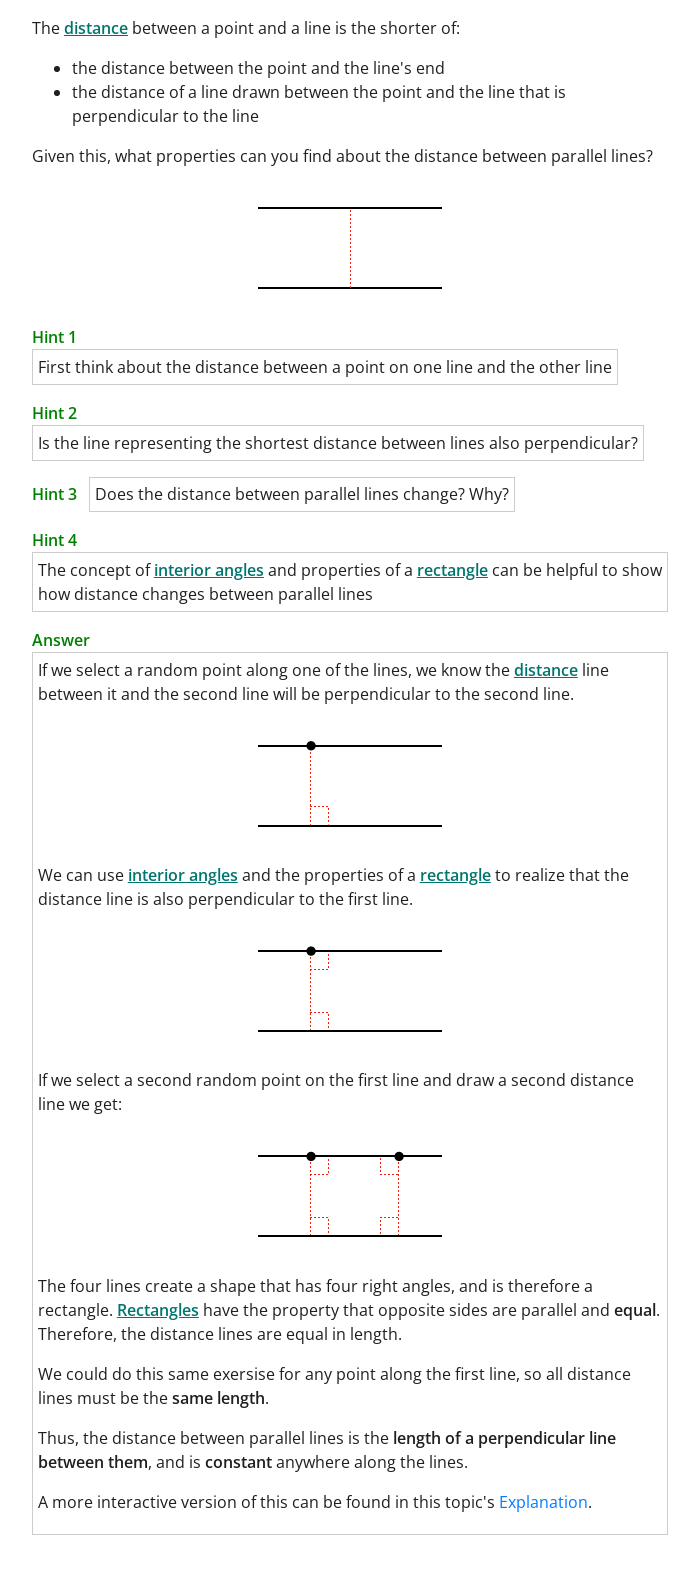 The distance between a point and a line is the shorter of:
• the distance between the point and the line's end
• the distance of a line drawn between the point and the line that is
perpendicular to the line
Given this, what properties can you find about the distance between parallel lines?
Hint 1
First think about the distance between a point on one line and the other line
Hint 2
Is the line representing the shortest distance between lines also perpendicular?
Hint 3 Does the distance between parallel lines change? Why?
Hint 4
The concept of interior angles and properties of a rectangle can be helpful to show
how distance changes between parallel lines
Answer
If we select a random point along one of the lines, we know the distance line
between it and the second line will be perpendicular to the second line.
We can use interior angles and the properties of a rectangle to realize that the
distance line is also perpendicular to the first line.
If we select a second random point on the first line and draw a second distance
line we get:
The four lines create a shape that has four right angles, and is therefore a
rectangle. Rectangles have the property that opposite sides are parallel and equal.
Therefore, the distance lines are equal in length.
We could do this same exersise for any point along the first line, so all distance
lines must be the same length.
Thus, the distance between parallel lines is the length of a perpendicular line
between them, and is constant anywhere along the lines.
A more interactive version of this can be found in this topic's Explanation.